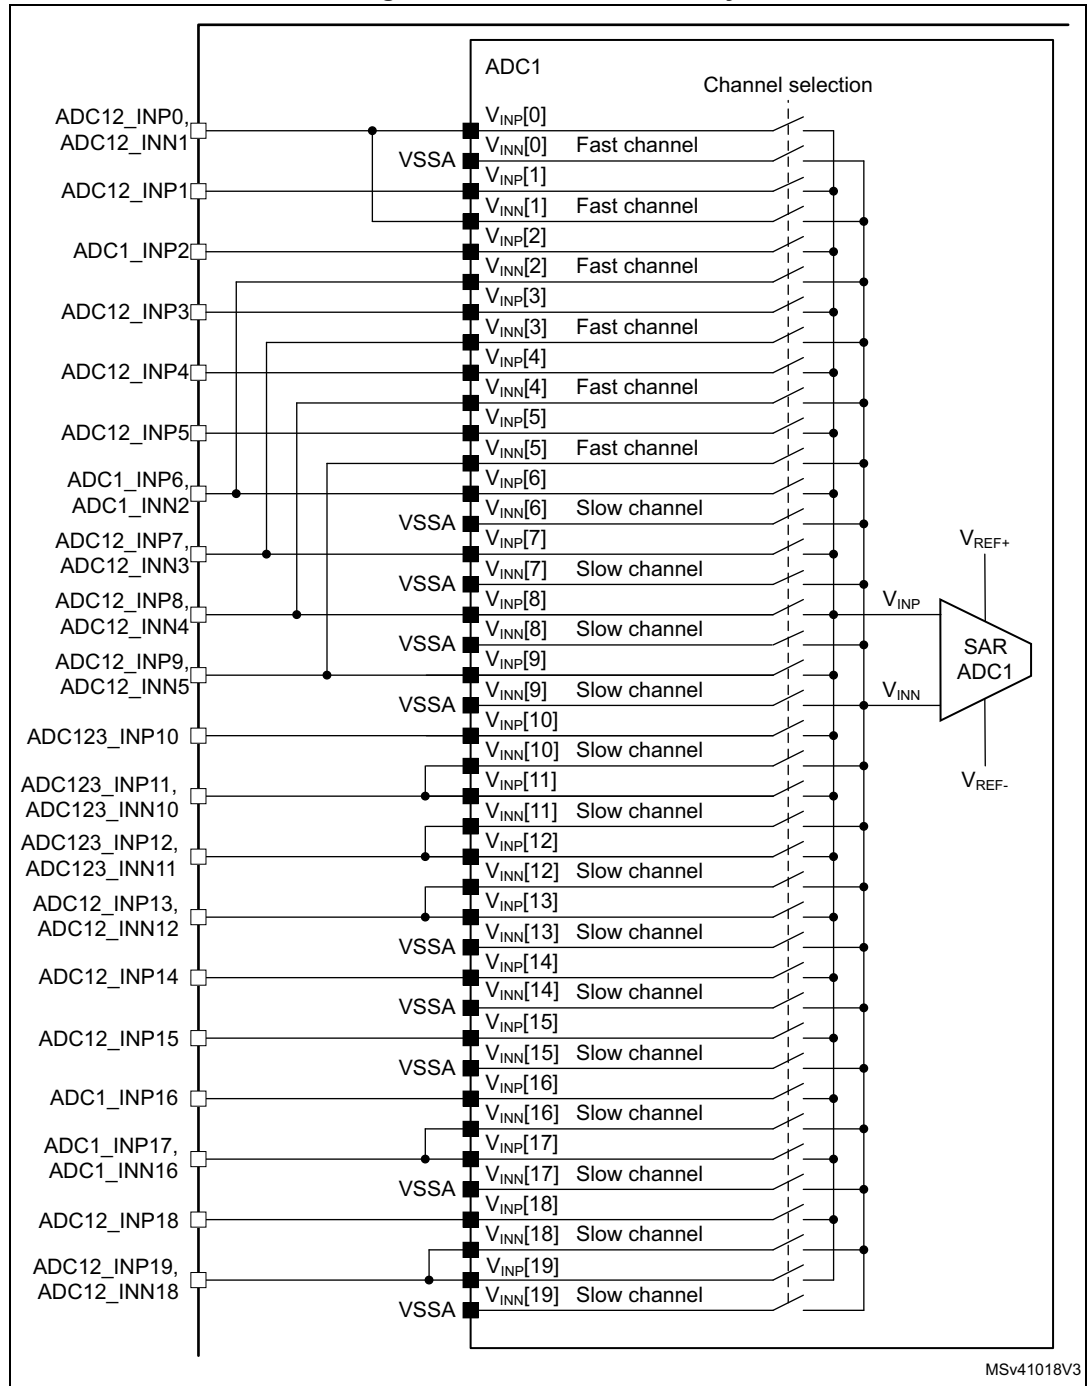 ADC1
Channel selection
ADC12_INP0,
ADC12_INN1
VINP[0]
VINN[0] Fast channel
VSSA
ADC12_INP1
VINP[1]
VINN[1] Fast channel
ADC1_INP2
VINP[2]
VINN[2] Fast channel
ADC12_INP3
VINP[3]
VINN[3] Fast channel
ADC12_INP4
VINP[4]
VINN[4] Fast channel
ADC12_INP5
VINP[5]
VINN[5] Fast channel
ADC1_INP6,
ADC1_INN2
VINP[6]
VINN[6] Slow channel
VSSA
ADC12_INP7,
ADC12_INN3
VINP[7]
VINN[7] Slow channel
VSSA
ADC12_INP8,
ADC12_INN4
VINP[8]
VINN[8] Slow channel
VSSA
ADC12_INP9,
ADC12_INN5
VINP[9]
VINN[9] Slow channel
VSSA
ADC123_INP10
VINP[10]
VINN[10] Slow channel
ADC123_INP11,
ADC123_INN10
VINP[11]
VINN[11] Slow channel
ADC123_INP12,
ADC123_INN11
VINP[12]
VINN[12] Slow channel
ADC12_INP13,
ADC12_INN12
VINP[13]
VINN[13] Slow channel
VSSA
ADC12_INP14
VINP[14]
VINN[14] Slow channel
VSSA
ADC12_INP15
VINP[15]
VINN[15] Slow channel
VSSA
ADC1_INP16
VINP[16]
VINN[16] Slow channel
ADC1_INP17,
ADC1_INN16
VINP[17]
VINN[17] Slow channel
VSSA
ADC12_INP18
VINP[18]
VINN[18] Slow channel
ADC12_INP19,
ADC12_INN18
VINP[19]
VINN[19] Slow channel
VSSA
VREF+
VINP
SAR
ADC1
VINN
VREF-
MSv41018V3